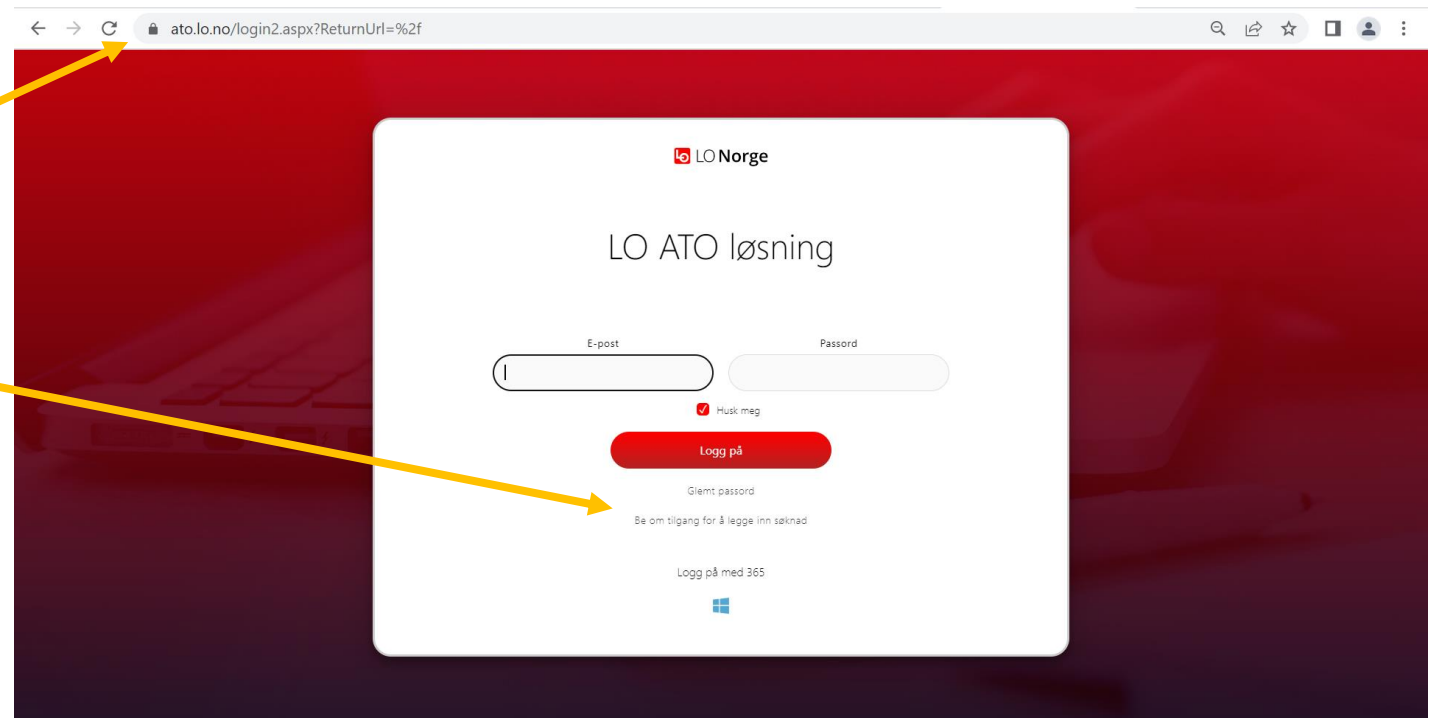 ato.lo.no/login2.aspx?ReturnUrl=%2f
LO LO Norge
LO ATO løsning
E-post Passord
Husk meg
Logg på
Glemt passord
Be om tilgang for å legge inn søknad
Logg på med 365